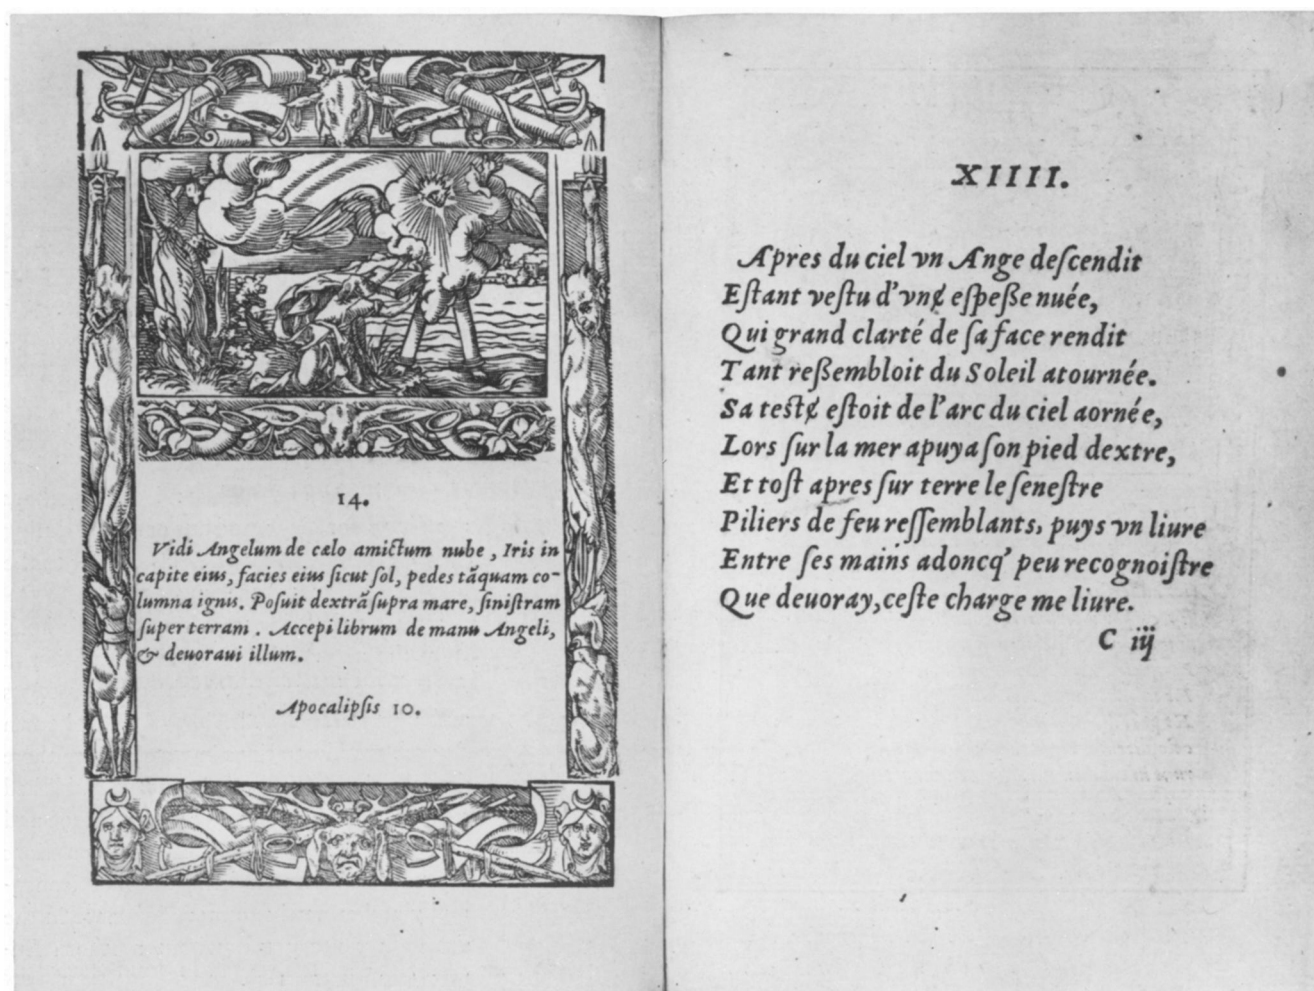 14.
Vidi Angelum de cælo amictum nube, Iris in
capite eius, facies eius ſicut ſol, pedes tãquam co-
lumna ignis. Poſuit dextrã ſupra mare, ſiniſtram
ſuper terram. Accepi librum de manu Angeli,
& deuoraui illum.
Apocalipſis 10.
XIIII.
Apres du ciel vn Ange deſcendit
Eſtant veſtu d'vnɇ eſpeße nuée,
Qui grand clarté de ſa face rendit
Tant reßembloit du Soleil atournée.
Sa teſtɇ eſtoit de l'arc du ciel aornée,
Lors ſur la mer apuya ſon pied dextre,
Et toſt apres ſur terre le ſeneſtre
Piliers de feu reſſemblants, puys vn liure
Entre ſes mains adoncq' peu recognoiſtre
Que deuoray, ceſte charge me liure.
C iij